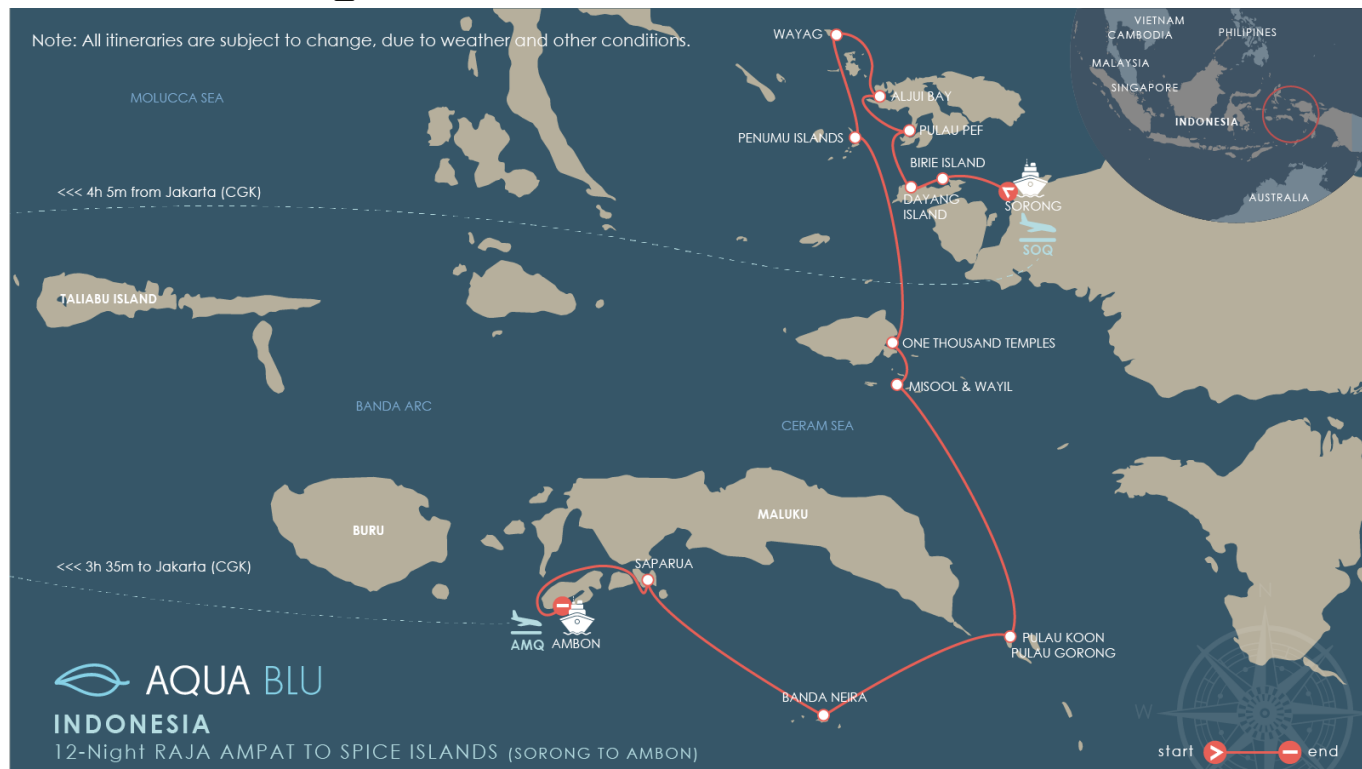 Note: All itineraries are subject to change, due to weather and other conditions.
VIETNAM
CAMBODIA
PHILIPINES
MALAYSIA
SINGAPORE
INDONESIA
AUSTRALIA
WAYAG
MOLUCCA SEA
ALJUI BAY
PENUMU ISLANDS
PULAU PEF
BIRIE ISLAND
<<< 4h 5m from Jakarta (CGK)
DAYANG
ISLAND
SORONG
SOQ
TALIABU ISLAND
ONE THOUSAND TEMPLES
MISOOL & WAYIL
BANDA ARC
CERAM SEA
BURU
MALUKU
<<< 3h 35m to Jakarta (CGK)
SAPARUA
AMQ
AMBON
PULAU KOON
PULAU GORONG
N
W
AQUA BLU
BANDA NEIRA
INDONESIA
12-Night RAJA AMPAT TO SPICE ISLANDS (SORONG TO AMBON)
start
end